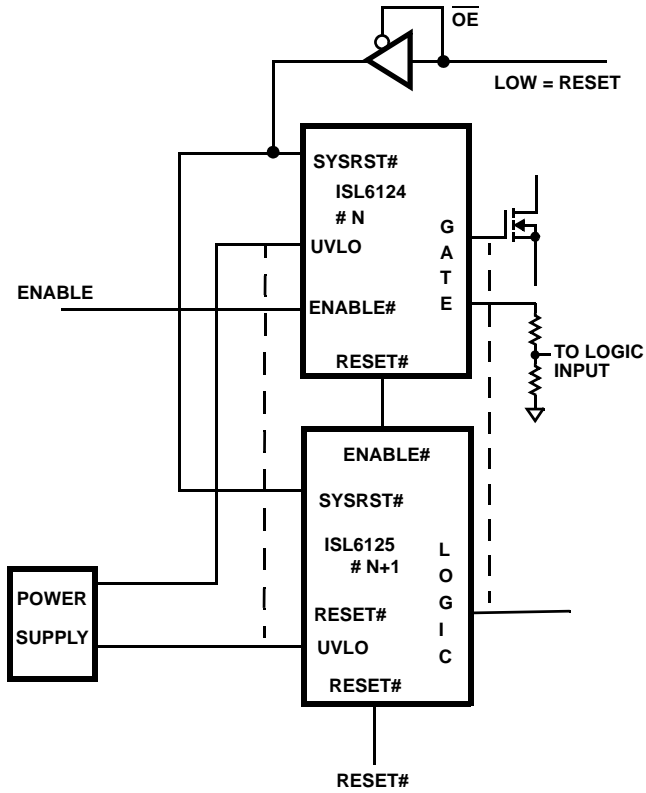 OE
LOW = RESET
SYSRST#
ISL6124
# N
UVLO
ENABLE
ENABLE#
RESET#
G
A
T
E
TO LOGIC
INPUT
ENABLE#
SYSRST#
ISL6125
# N+1
RESET#
UVLO
RESET#
L
O
G
I
C
POWER
SUPPLY
RESET#